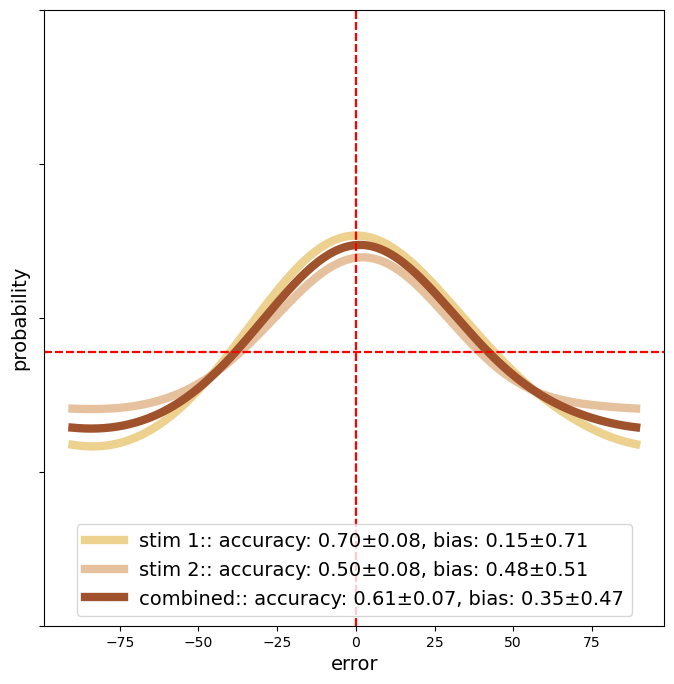 probability
stim 1:: accuracy: 0.70±0.08, bias: 0.15±0.71
stim 2:: accuracy: 0.50±0.08, bias: 0.48±0.51
combined:: accuracy: 0.61±0.07, bias: 0.35±0.47
−75 −50 −25 0 25 50 75
error